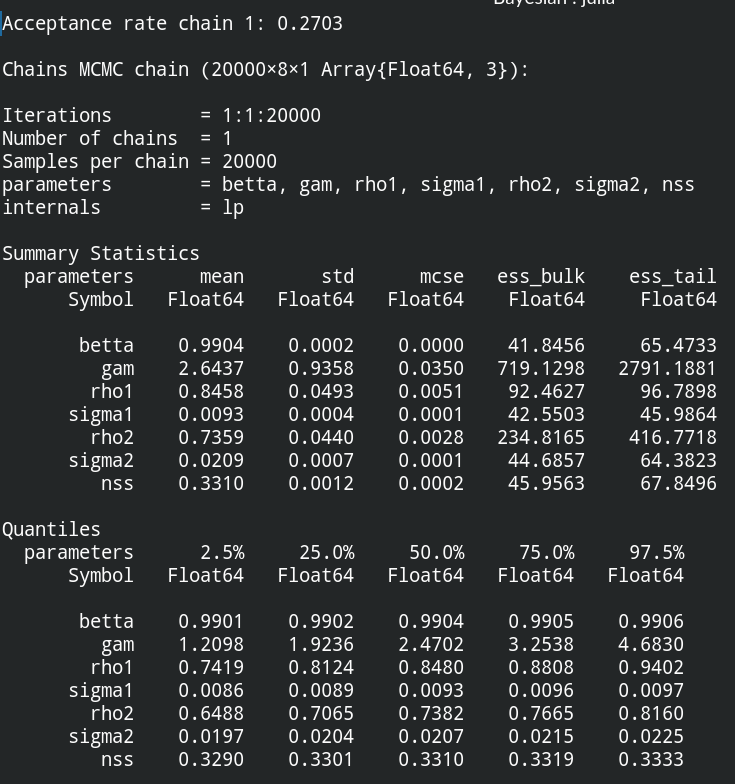 Bayesian : Julia
Acceptance rate chain 1: 0.2703
Chains MCMC chain (20000×8×1 Array{Float64, 3}):
Iterations        = 1:1:20000
Number of chains  = 1
Samples per chain = 20000
parameters        = betta, gam, rho1, sigma1, rho2, sigma2, nss
internals         = lp
Summary Statistics
parameters      mean       std      mcse   ess_bulk    ess_tail
Symbol   Float64   Float64   Float64    Float64     Float64
betta    0.9904    0.0002    0.0000    41.8456     65.4733
gam    2.6437    0.9358    0.0350   719.1298   2791.1881
rho1    0.8458    0.0493    0.0051    92.4627     96.7898
sigma1    0.0093    0.0004    0.0001    42.5503     45.9864
rho2    0.7359    0.0440    0.0028   234.8165    416.7718
sigma2    0.0209    0.0007    0.0001    44.6857     64.3823
nss    0.3310    0.0012    0.0002    45.9563     67.8496
Quantiles
parameters      2.5%     25.0%     50.0%     75.0%     97.5%
Symbol   Float64   Float64   Float64   Float64   Float64
betta    0.9901    0.9902    0.9904    0.9905    0.9906
gam    1.2098    1.9236    2.4702    3.2538    4.6830
rho1    0.7419    0.8124    0.8480    0.8808    0.9402
sigma1    0.0086    0.0089    0.0093    0.0096    0.0097
rho2    0.6488    0.7065    0.7382    0.7665    0.8160
sigma2    0.0197    0.0204    0.0207    0.0215    0.0225
nss    0.3290    0.3301    0.3310    0.3319    0.3333